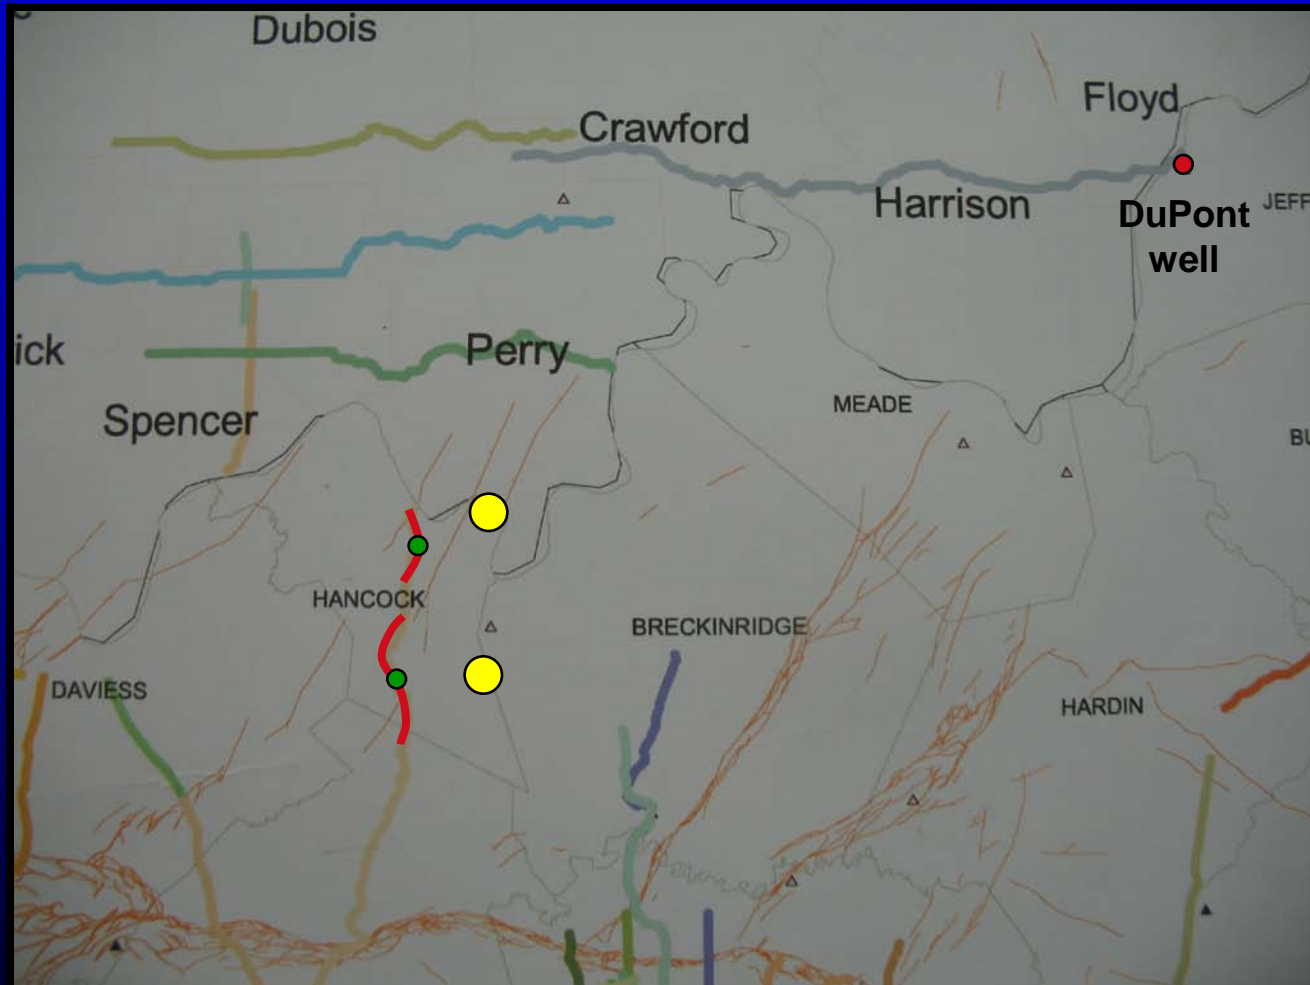 Dubois
Floyd
Crawford
Harrison
JEFF
DuPont
well
ick
Perry
MEADE
Spencer
BU
HANCOCK
BRECKINRIDGE
DAVIESS
HARDIN